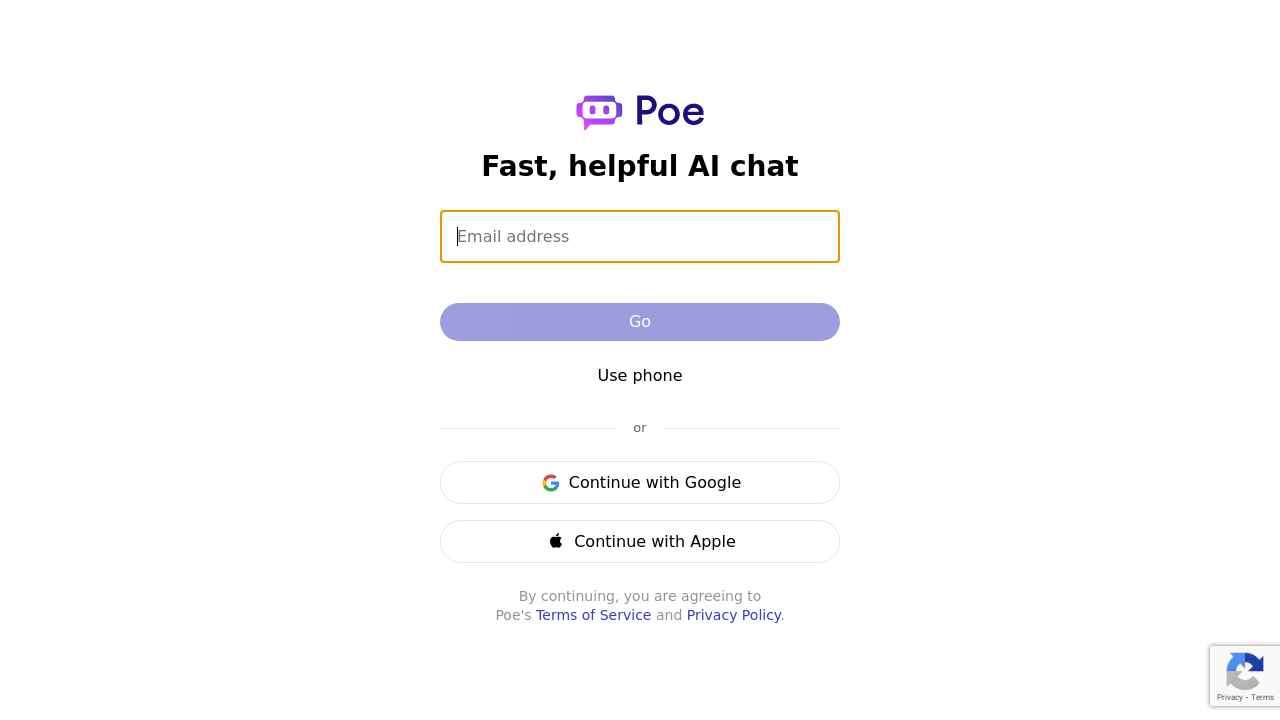 Poe
Fast, helpful AI chat
Email address
Go
Use phone
or
Continue with Google
Continue with Apple
By continuing, you are agreeing to
Poe's Terms of Service and Privacy Policy.
Privacy - Terms